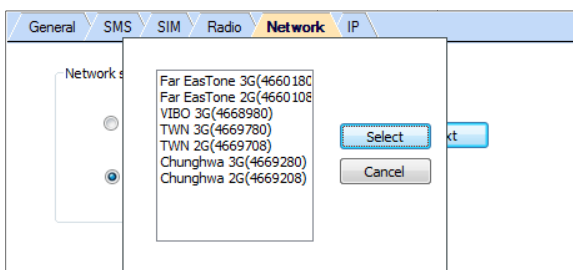 General SMS SIM Radio Network IP
Network s
Far EasTone 3G(4660180
Far EasTone 2G(4660108
VIBO 3G(4668980)
TWN 3G(4669780)
TWN 2G(4669708)
Chunghwa 3G(4669280)
Chunghwa 2G(4669208)
Select
xt
Cancel